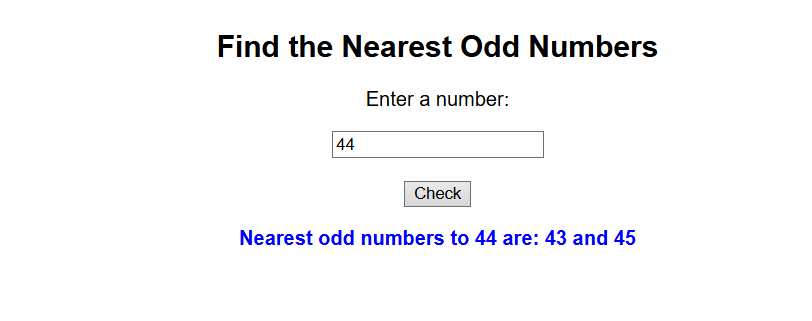 Find the Nearest Odd Numbers
Enter a number:
44
Check
Nearest odd numbers to 44 are: 43 and 45